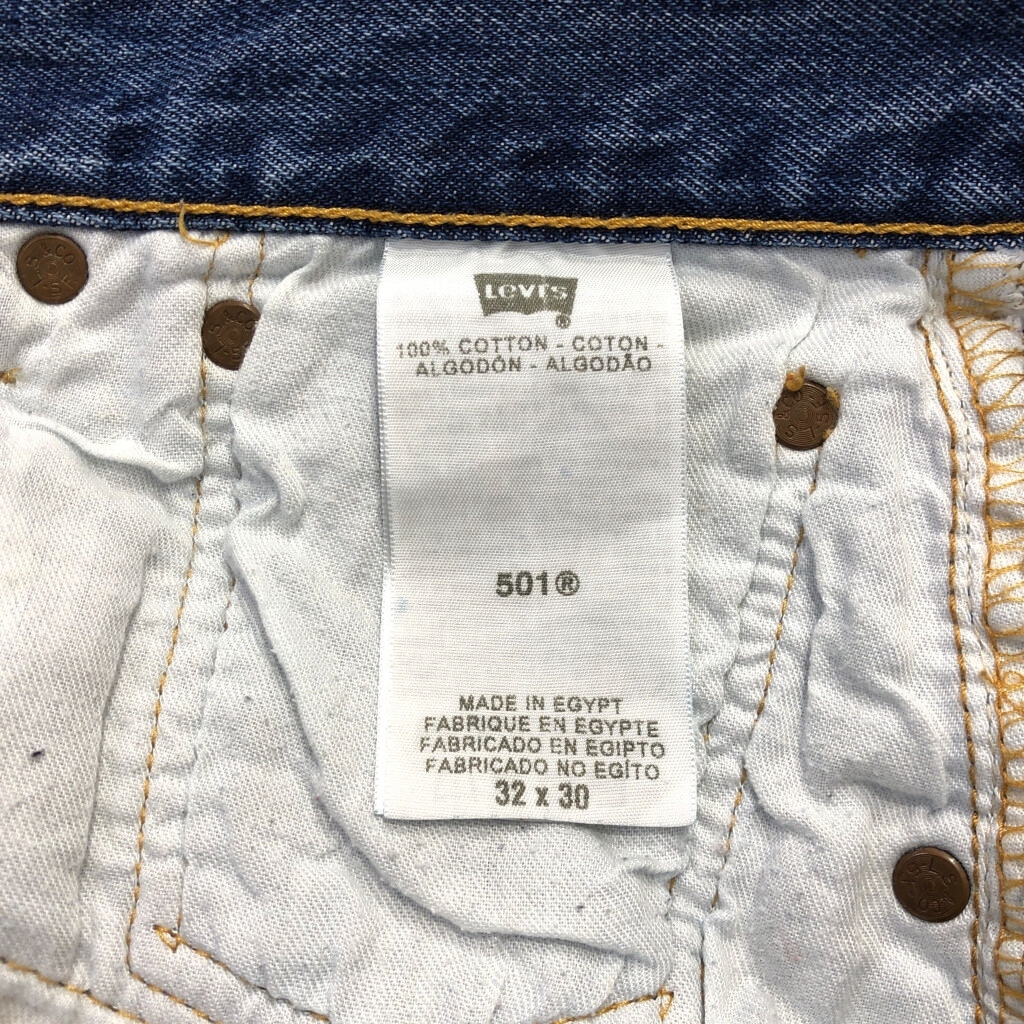 Levi's
®
100% COTTON - COTON -
ALGODÓN - ALGODÃO
501®
MADE IN EGYPT
FABRIQUE EN EGYPTE
FABRICADO EN EGIPTO
FABRICADO NO EGÍTO
32 x 30